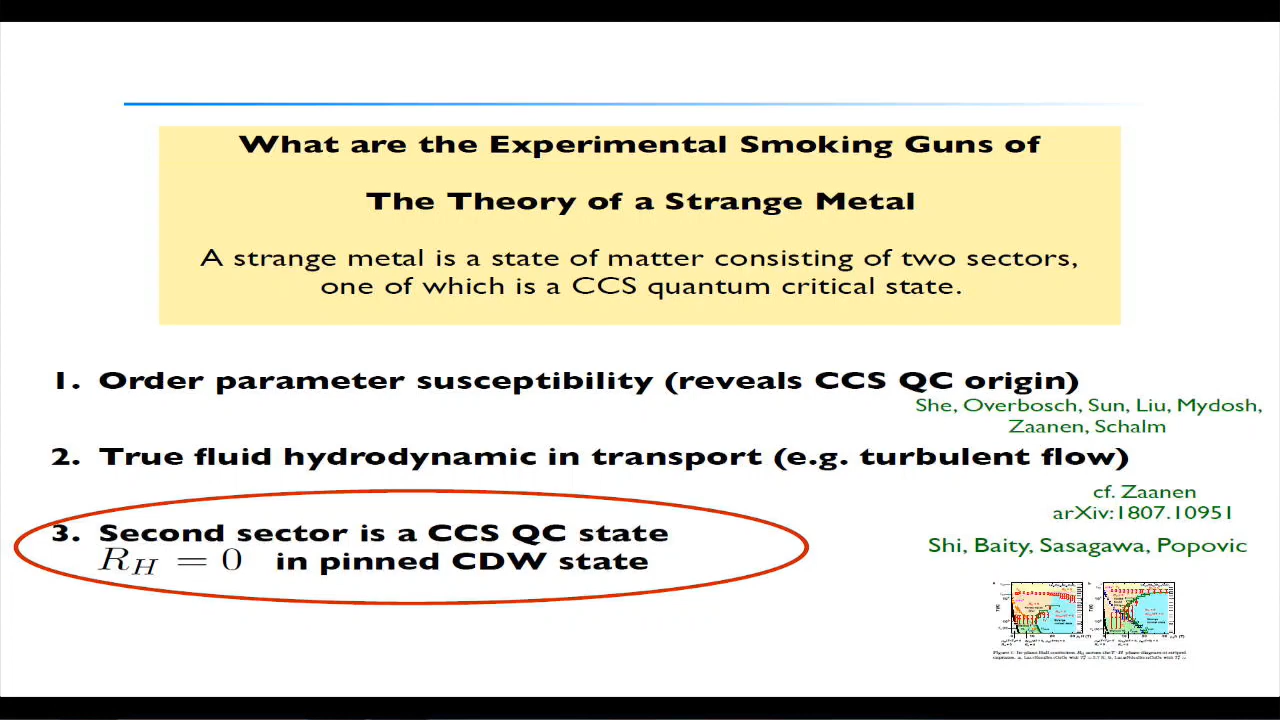 What are the Experimental Smoking Guns of
The Theory of a Strange Metal
A strange metal is a state of matter consisting of two sectors,
one of which is a CCS quantum critical state.
1. Order parameter susceptibility (reveals CCS QC origin)
She, Overbosch, Sun, Liu, Mydosh,
Zaanen, Schalm
2. True fluid hydrodynamic in transport (e.g. turbulent flow)
cf. Zaanen
arXiv:1807.10951
3. Second sector is a CCS QC state
R_H = 0 in pinned CDW state
Shi, Baity, Sasagawa, Popovic